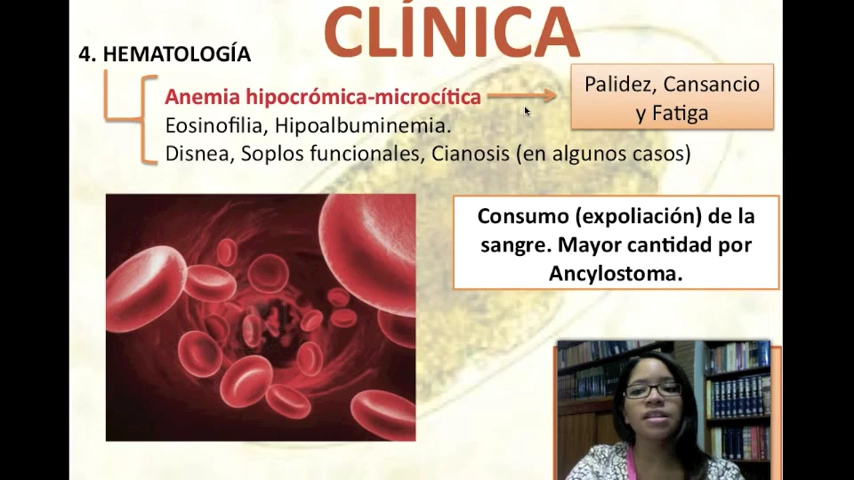 CLÍNICA
4. HEMATOLOGÍA
Anemia hipocrómica-microcítica
Eosinofilia, Hipoalbuminemia.
Disnea, Soplos funcionales, Cianosis (en algunos casos)
Palidez, Cansancio
y Fatiga
Consumo (expoliación) de la
sangre. Mayor cantidad por
Ancylostoma.